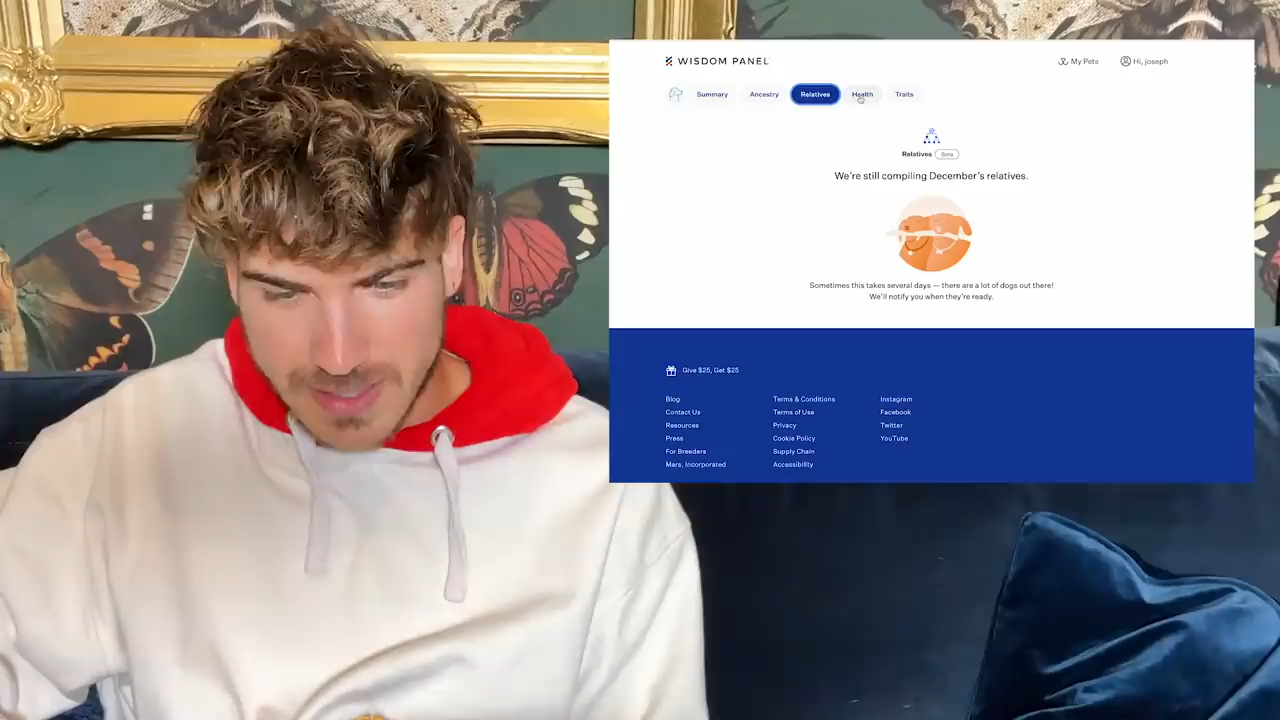 WISDOM PANEL
My Pets
Hi, joseph
Summary
Ancestry
Relatives
Health
Traits
Relatives Beta
We're still compiling December's relatives.
Sometimes this takes several days — there are a lot of dogs out there!
We'll notify you when they're ready.
Give $25, Get $25
Blog
Contact Us
Resources
Press
For Breeders
Mars, Incorporated
Terms & Conditions
Terms of Use
Privacy
Cookie Policy
Supply Chain
Accessibility
Instagram
Facebook
Twitter
YouTube